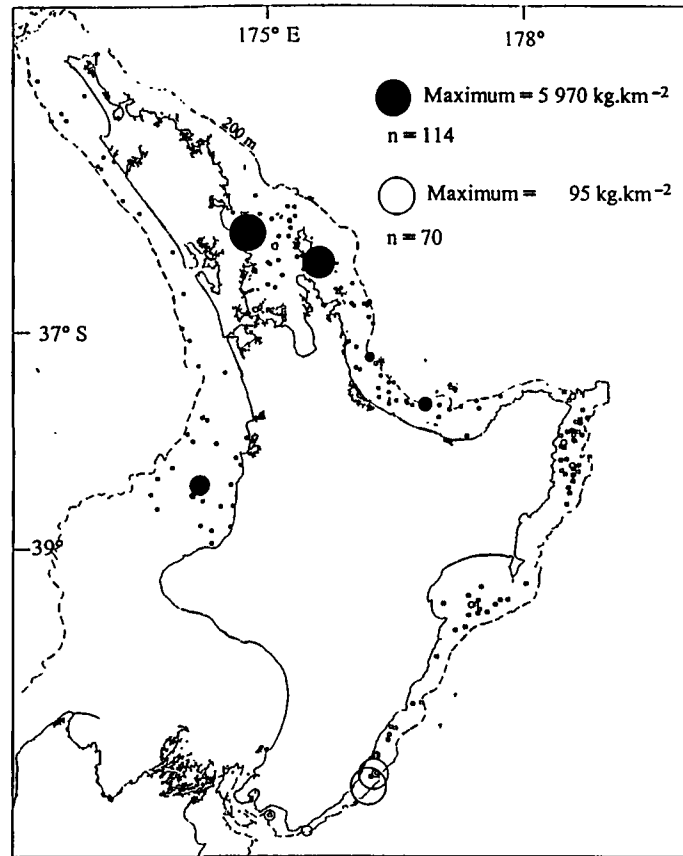 175° E
178°
Maximum = 5 970 kg.km⁻²
n = 114
200 m
Maximum = 95 kg.km⁻²
n = 70
37° S
39°